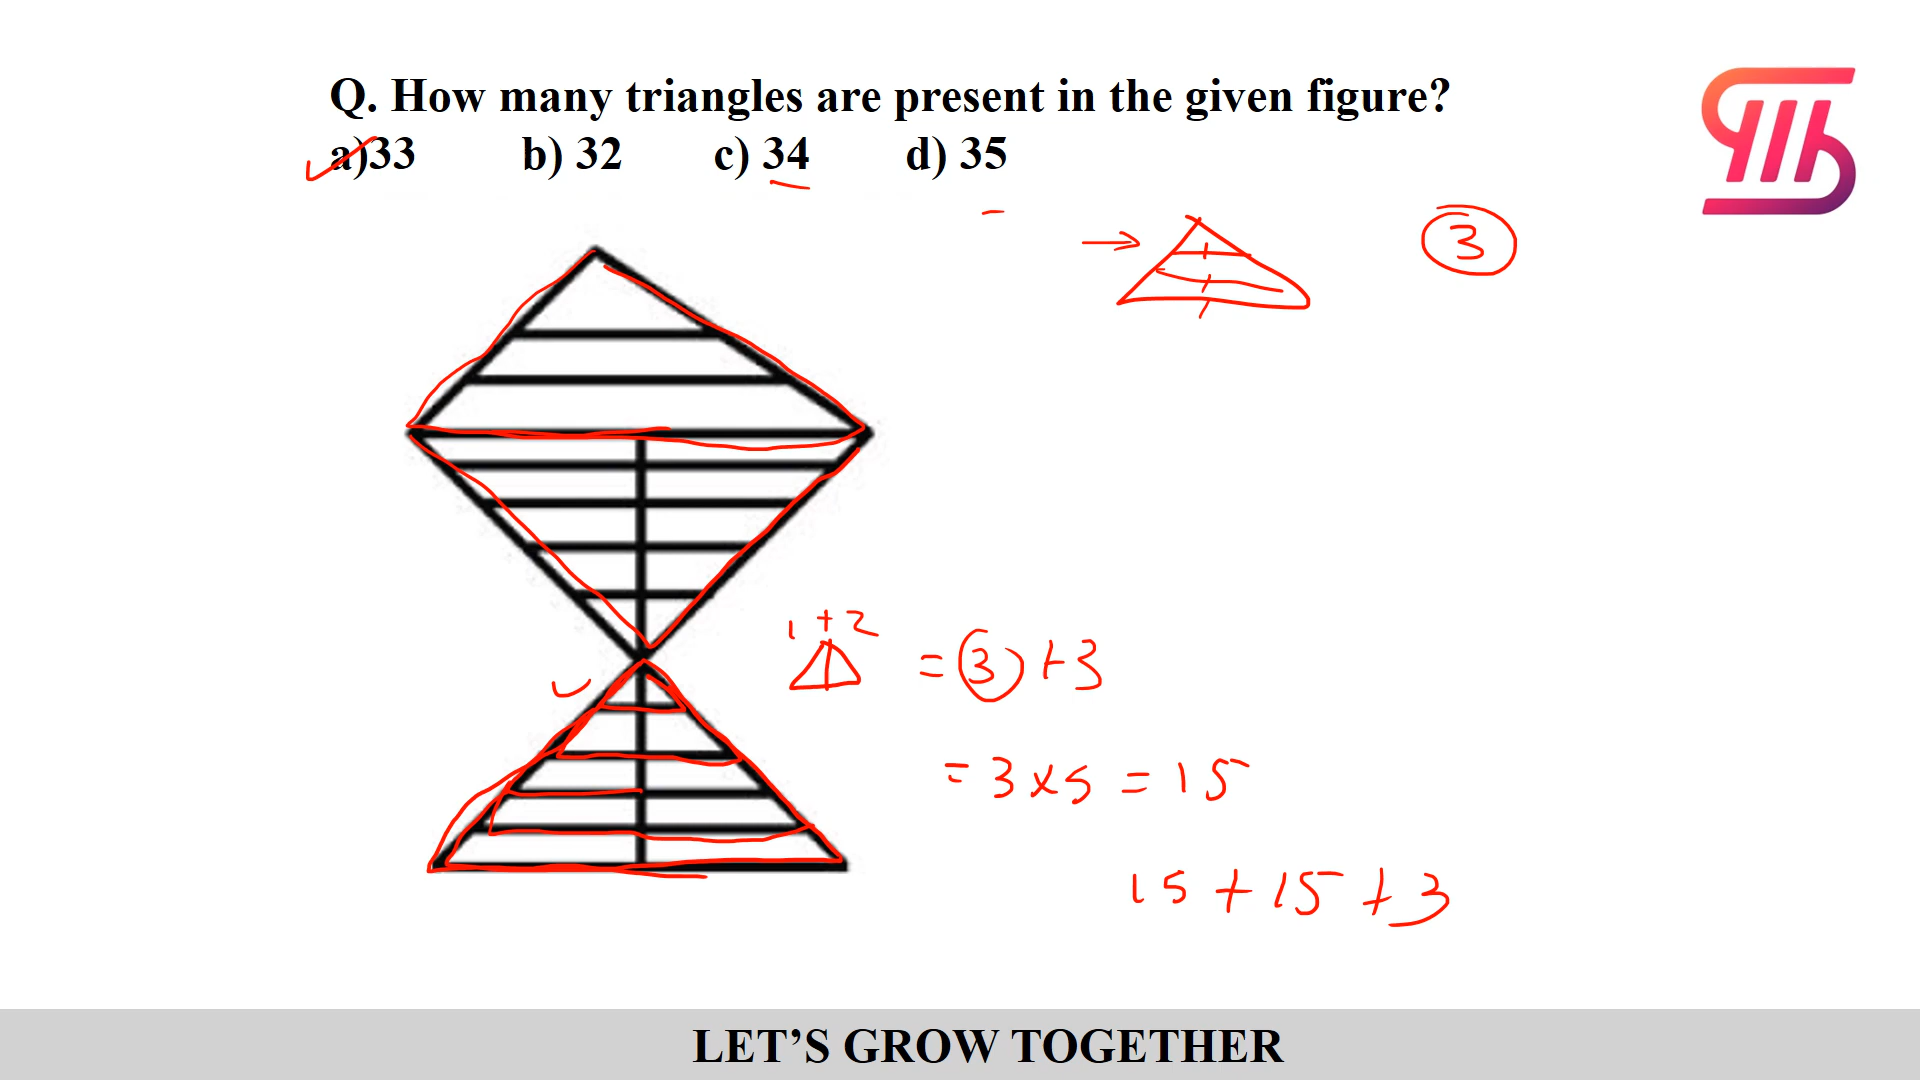 Q. How many triangles are present in the given figure?
a)33 b) 32 c) 34 d) 35
3
1 + 2
= 3 + 3
= 3 x 5 = 15
15 + 15 + 3
LET’S GROW TOGETHER